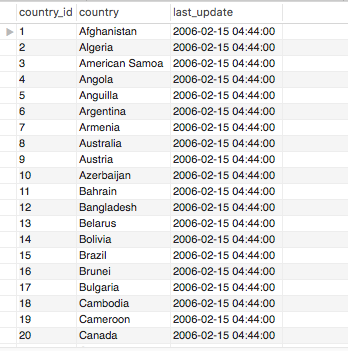 country_id country last_update
1 Afghanistan 2006-02-15 04:44:00
2 Algeria 2006-02-15 04:44:00
3 American Samoa 2006-02-15 04:44:00
4 Angola 2006-02-15 04:44:00
5 Anguilla 2006-02-15 04:44:00
6 Argentina 2006-02-15 04:44:00
7 Armenia 2006-02-15 04:44:00
8 Australia 2006-02-15 04:44:00
9 Austria 2006-02-15 04:44:00
10 Azerbaijan 2006-02-15 04:44:00
11 Bahrain 2006-02-15 04:44:00
12 Bangladesh 2006-02-15 04:44:00
13 Belarus 2006-02-15 04:44:00
14 Bolivia 2006-02-15 04:44:00
15 Brazil 2006-02-15 04:44:00
16 Brunei 2006-02-15 04:44:00
17 Bulgaria 2006-02-15 04:44:00
18 Cambodia 2006-02-15 04:44:00
19 Cameroon 2006-02-15 04:44:00
20 Canada 2006-02-15 04:44:00